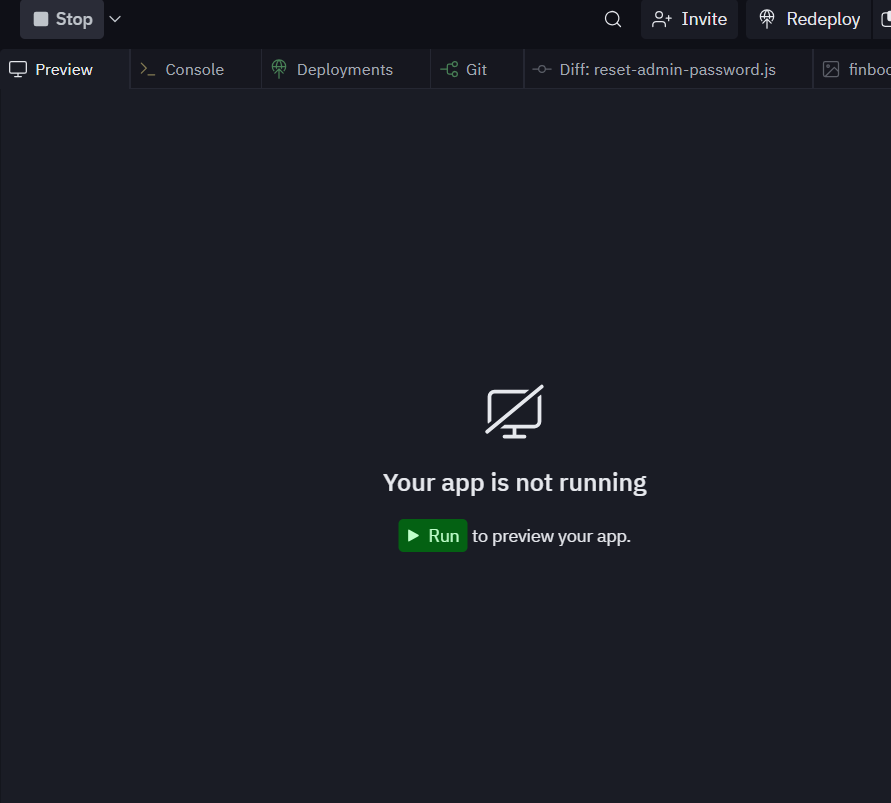 Stop
Invite
Redeploy
Preview
Console
Deployments
Git
Diff: reset-admin-password.js
finboo
Your app is not running
Run to preview your app.